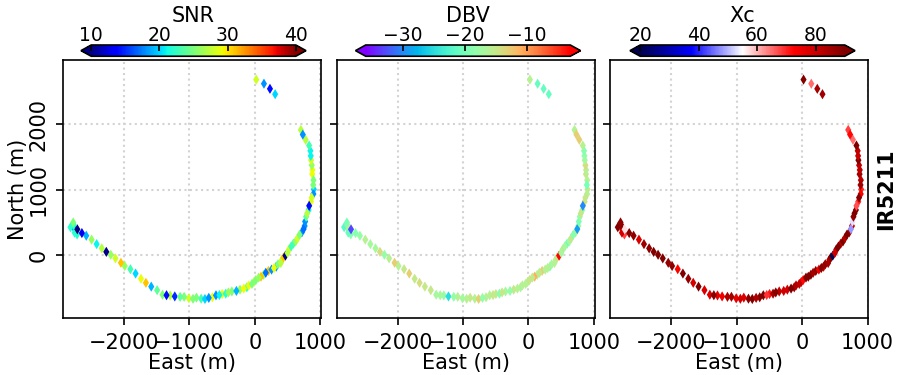 SNR DBV Xc
10 20 30 40 −30 −20 −10 20 40 60 80
North (m)
2000
1000
0
IR5211
−2000 −1000 0 1000 −2000 −1000 0 1000 −2000 −1000 0 1000
East (m) East (m) East (m)